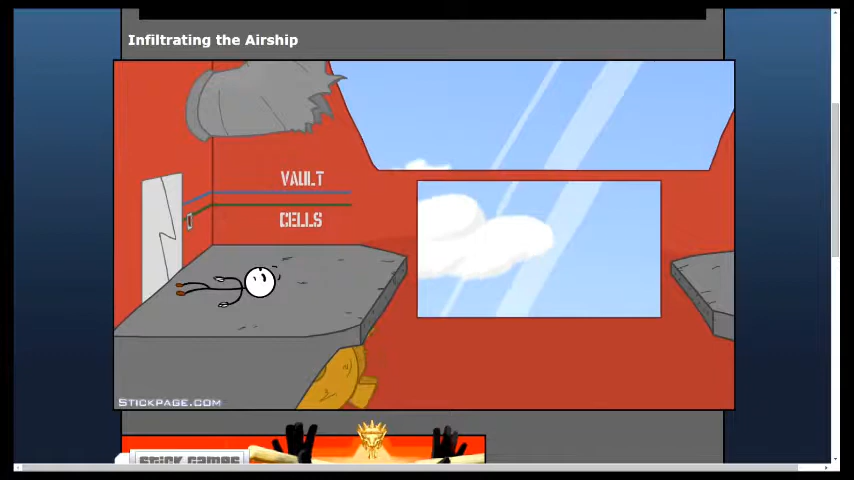 Infiltrating the Airship
VAULT
CELLS
STICKPAGE.COM
STICK GAMES